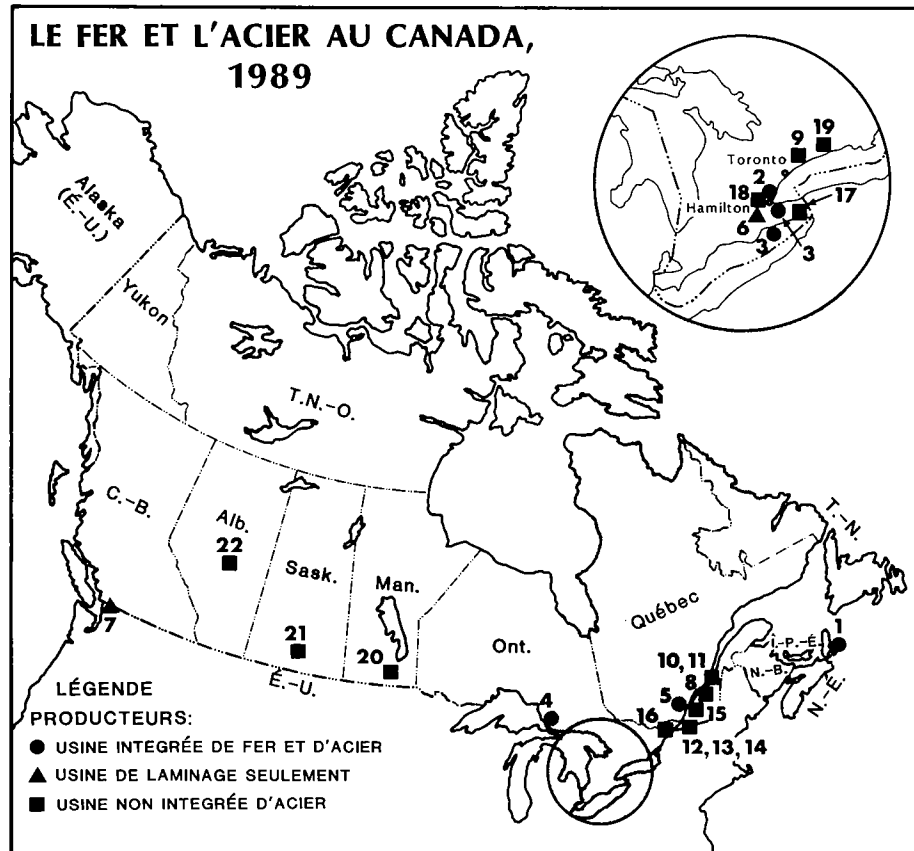 LE FER ET L'ACIER AU CANADA,
1989
Alaska
(É.-U.)
Yukon
T.N.-O.
C.-B.
Alb.
22
Sask.
21
Man.
20
É.-U.
7
Ont.
4
Québec
T.-N.
1
I.-P.-É.
N.-B.
N.-É.
10, 11
8
5
15
16
12, 13, 14
9
19
Toronto
2
18
17
Hamilton
6
3
3
LÉGENDE
PRODUCTEURS:
USINE INTEGRÉE DE FER ET D'ACIER
USINE DE LAMINAGE SEULEMENT
USINE NON INTEGRÉE D'ACIER